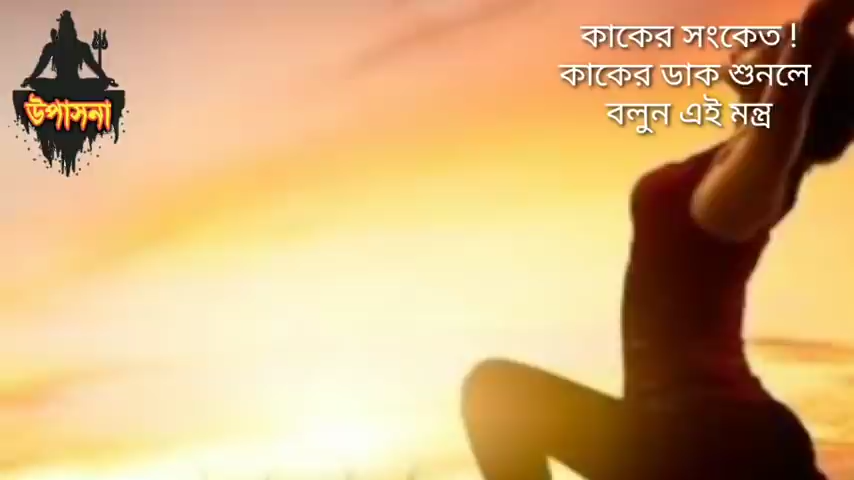 উপাসনা
কাকের সংকেত !
কাকের ডাক শুনলে
বলুন এই মন্ত্র